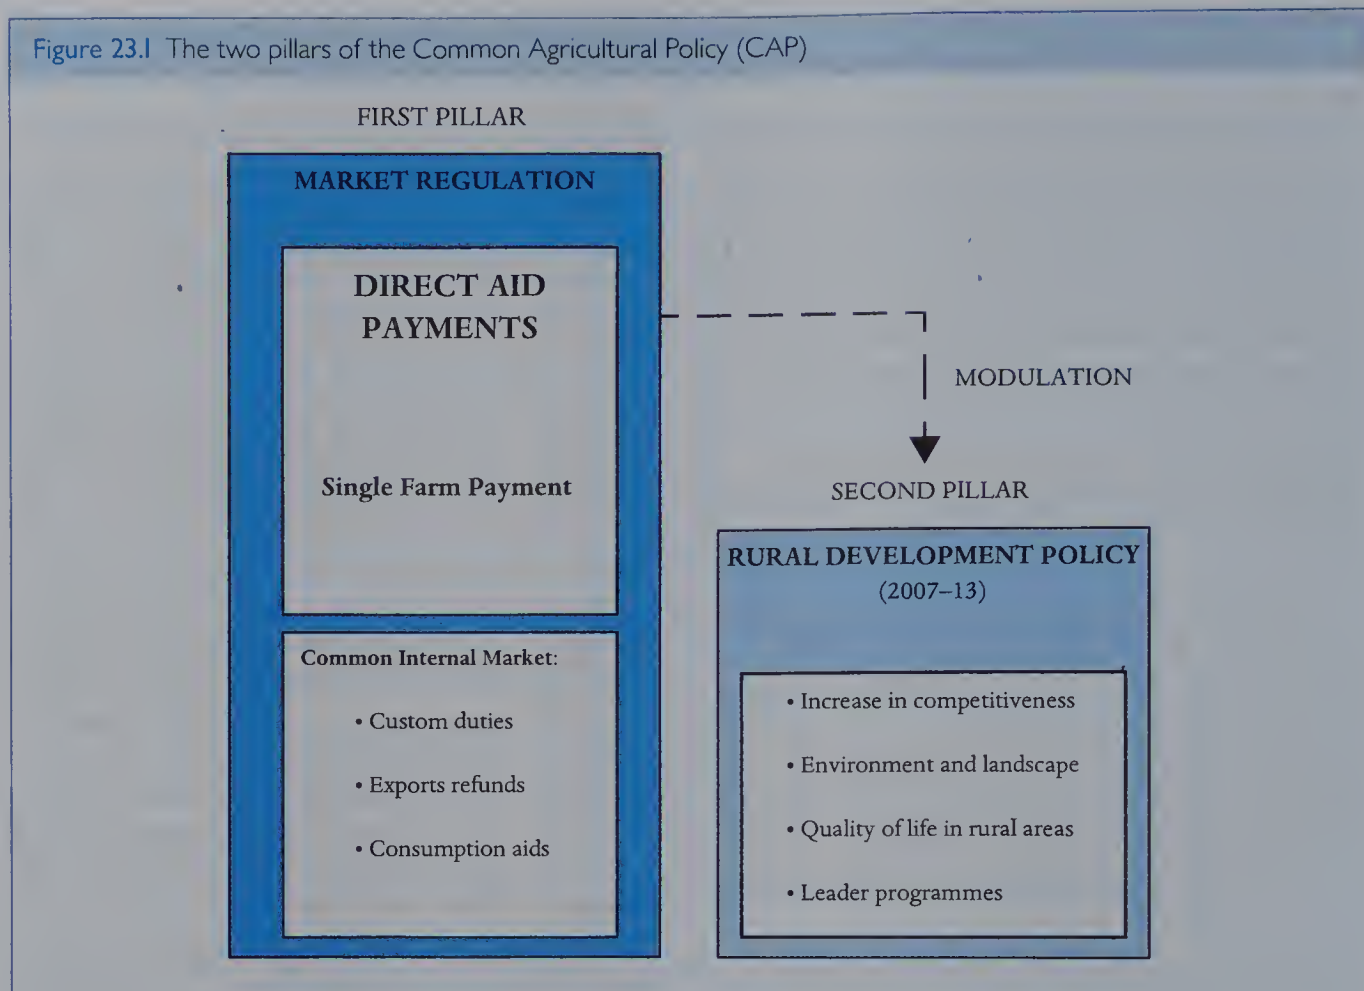 Figure 23.1 The two pillars of the Common Agricultural Policy (CAP)
FIRST PILLAR
MARKET REGULATION
DIRECT AID
PAYMENTS
Single Farm Payment
Common Internal Market:
• Custom duties
• Exports refunds
• Consumption aids
MODULATION
SECOND PILLAR
RURAL DEVELOPMENT POLICY
(2007–13)
• Increase in competitiveness
• Environment and landscape
• Quality of life in rural areas
• Leader programmes